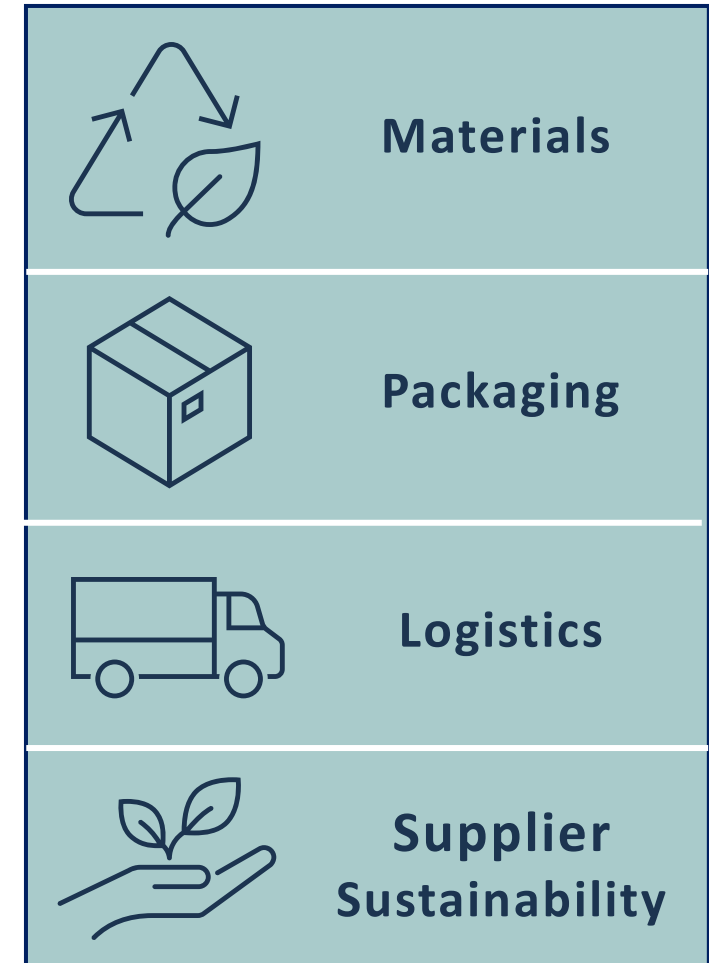 Materials
Packaging
Logistics
Supplier
Sustainability